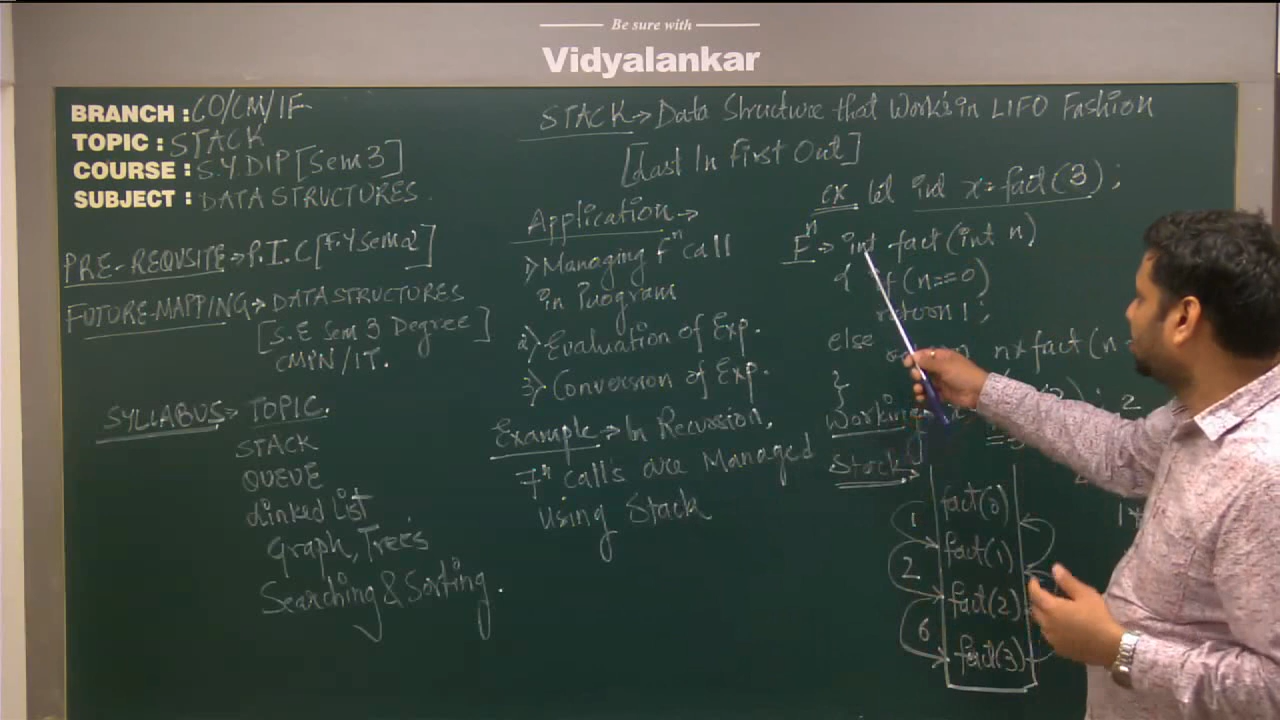 Be sure with
Vidyalankar
BRANCH : CO/CM/IF
TOPIC : STACK
COURSE : S.Y.DIP [Sem 3]
SUBJECT : DATA STRUCTURES
PRE-REQUSITE → P.I.C [F.Y Sem 2]
FUTURE-MAPPING → DATA STRUCTURES
[S.E Sem 3 Degree]
CMPN/IT.
SYLLABUS → TOPIC.
STACK
QUEUE
Linked List
Graph, Trees
Searching & Sorting.
STACK → Data Structure that Works in LIFO Fashion
[Last In First Out]
Application →
1) Managing Fⁿ call
in Program
2) Evaluation of Exp.
3) Conversion of Exp.
Example → In Recursion,
Fⁿ calls are Managed
Using Stack
ex let int x = fact(3);
Fⁿ → int fact(int n)
{ if (n==0)
return 1;
else n×fact(n
}
Working
Stack →
fact(0)
1 fact(1)
2 fact(2)
6 fact(3)